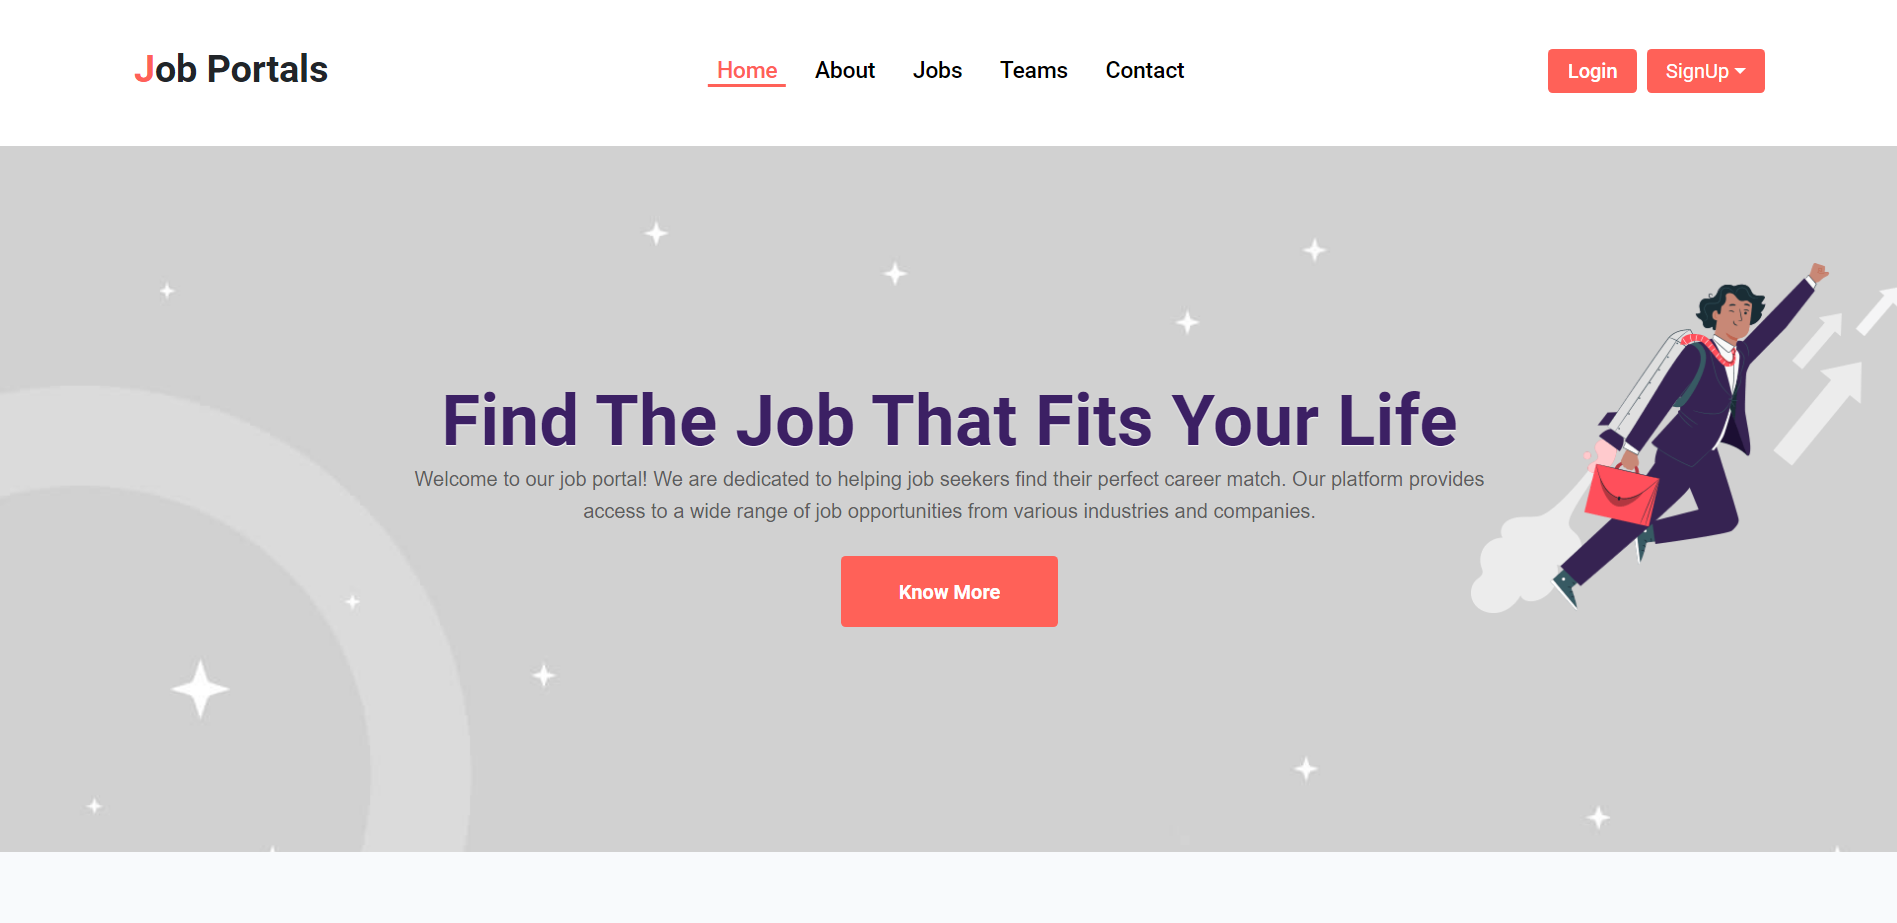 Job Portals
Home About Jobs Teams Contact
Login SignUp
Find The Job That Fits Your Life
Welcome to our job portal! We are dedicated to helping job seekers find their perfect career match. Our platform provides
access to a wide range of job opportunities from various industries and companies.
Know More